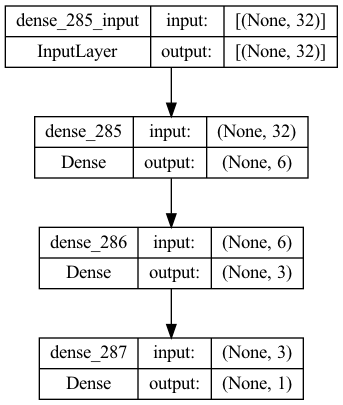 dense_285_input input: [(None, 32)]
InputLayer output: [(None, 32)]
dense_285 input: (None, 32)
Dense output: (None, 6)
dense_286 input: (None, 6)
Dense output: (None, 3)
dense_287 input: (None, 3)
Dense output: (None, 1)